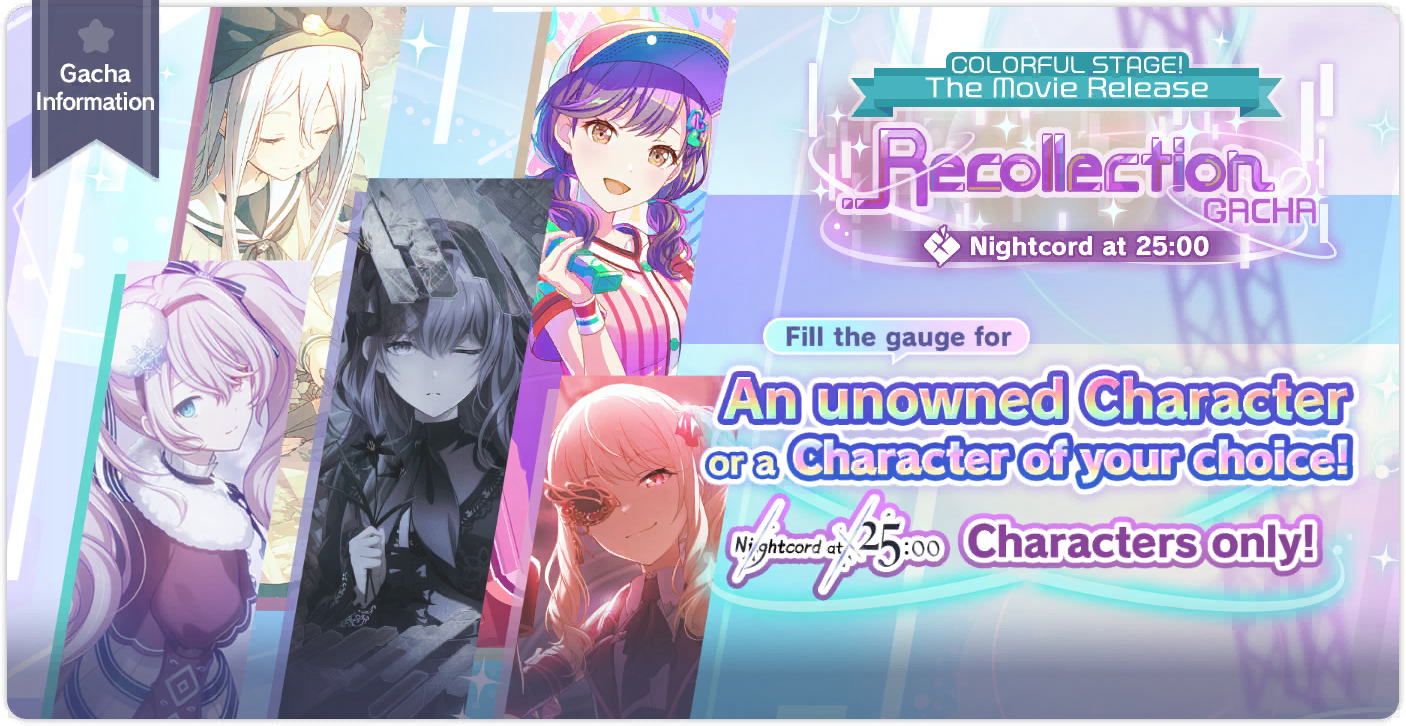 Gacha
Information
COLORFUL STAGE!
The Movie Release
Recollection
GACHA
Nightcord at 25:00
Fill the gauge for
An unowned Character
or a Character of your choice!
Nightcord at 25:00 Characters only!